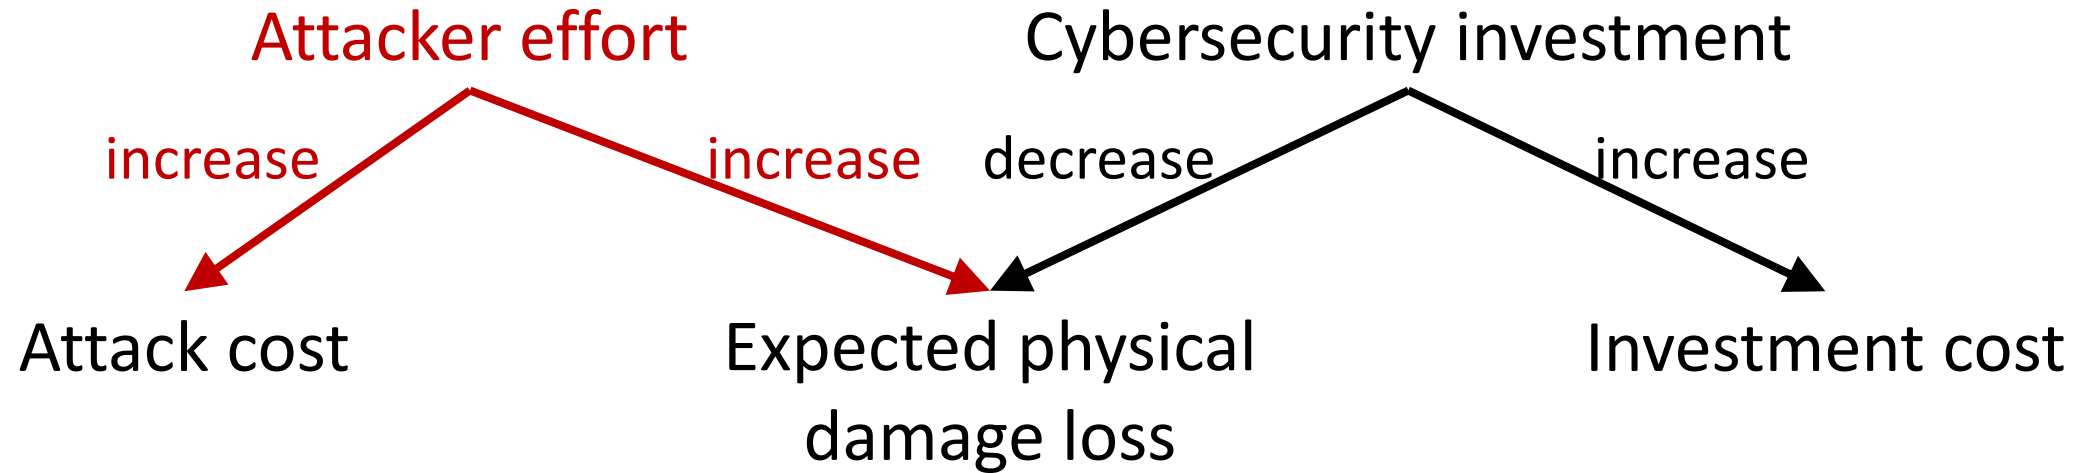 Attacker effort
Cybersecurity investment
increase
increase
decrease
increase
Attack cost
Expected physical
damage loss
Investment cost